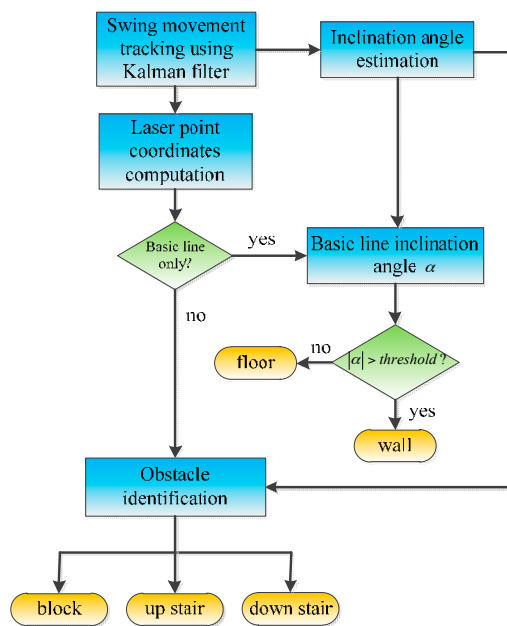 Swing movement
tracking using
Kalman filter
Inclination angle
estimation
Laser point
coordinates
computation
Basic line
only?
yes
Basic line inclination
angle α
no
|α| > threshold ?
no
floor
yes
wall
Obstacle
identification
block
up stair
down stair